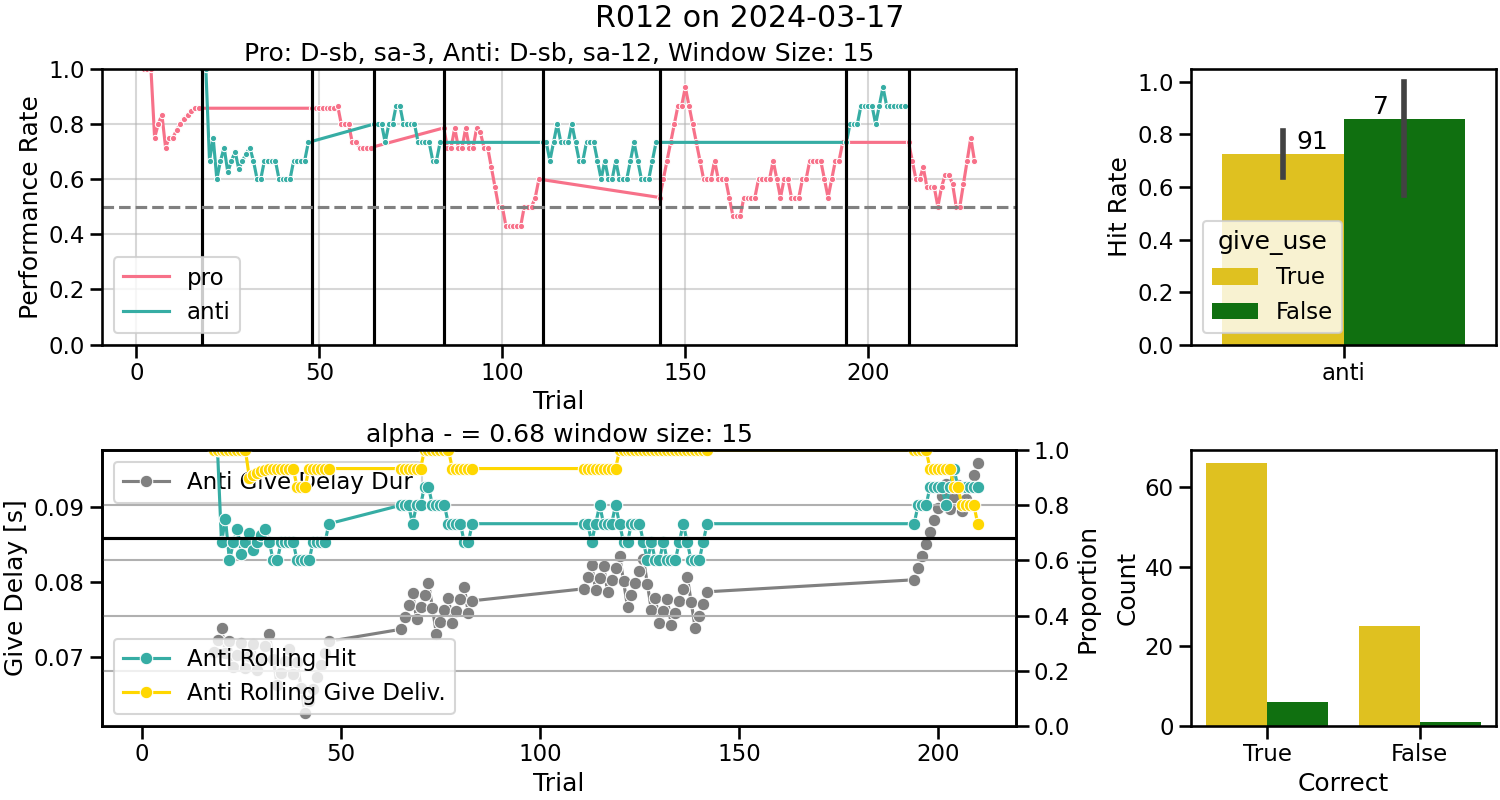 R012 on 2024-03-17
Pro: D-sb, sa-3, Anti: D-sb, sa-12, Window Size: 15
Performance Rate
1.0
0.8
0.6
0.4
0.2
0.0
pro
anti
0
50
100
150
200
Trial
Hit Rate
1.0
0.8
0.6
0.4
0.2
0.0
91
7
give_use
True
False
anti
alpha - = 0.68 window size: 15
Give Delay [s]
0.09
0.08
0.07
Anti Give Delay Dur
Anti Rolling Hit
Anti Rolling Give Deliv.
1.0
0.8
0.6
0.4
0.2
0.0
Proportion
0
50
100
150
200
Trial
Count
60
40
20
0
True
False
Correct